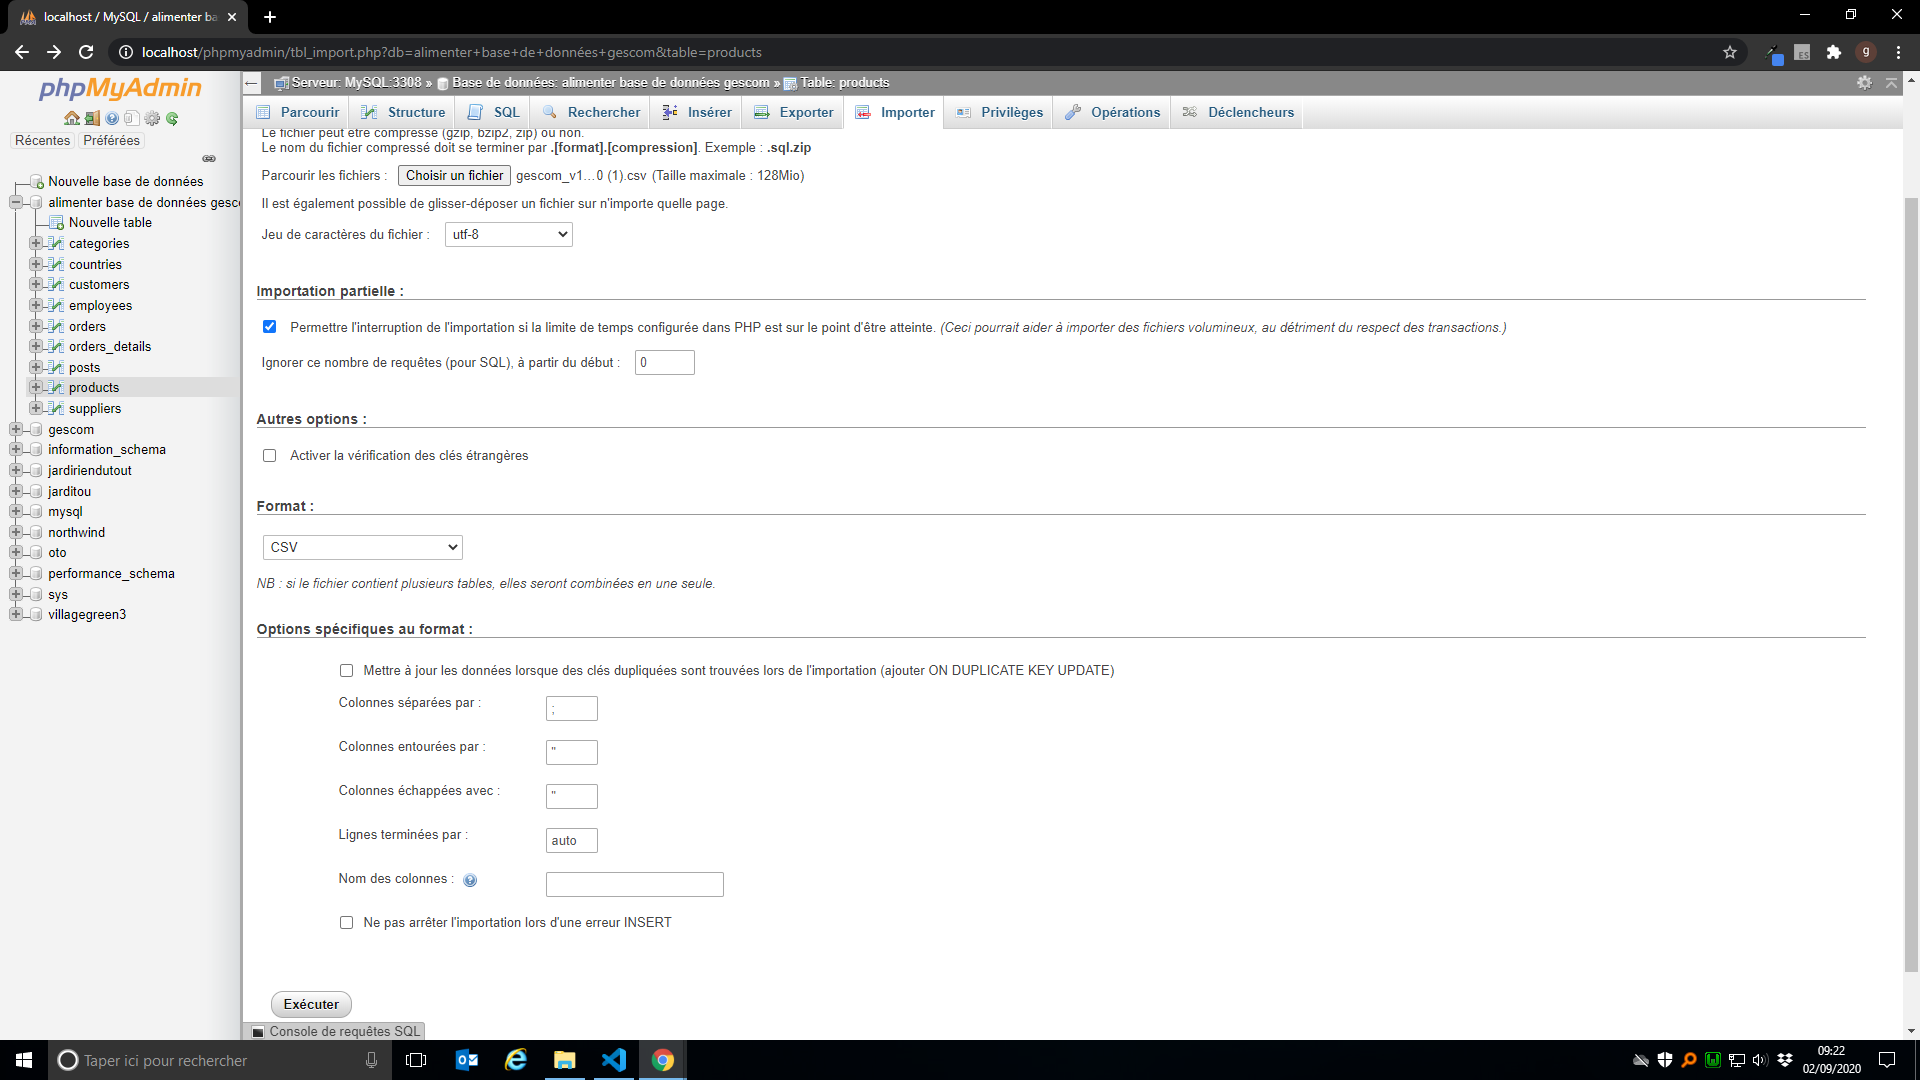 localhost / MySQL / alimenter ba
localhost/phpmyadmin/tbl_import.php?db=alimenter+base+de+données+gescom&table=products
g
phpMyAdmin
Récentes
Préférées
Nouvelle base de données
alimenter base de données gesc
Nouvelle table
categories
countries
customers
employees
orders
orders_details
posts
products
suppliers
gescom
information_schema
jardiriendutout
jarditou
mysql
northwind
oto
performance_schema
sys
villagegreen3
Serveur: MySQL:3308 » Base de données: alimenter base de données gescom » Table: products
Parcourir Structure SQL Rechercher Insérer Exporter Importer Privilèges Opérations Déclencheurs
Le fichier peut être compressé (gzip, bzip2, zip) ou non.
Le nom du fichier compressé doit se terminer par .[format].[compression]. Exemple : .sql.zip
Parcourir les fichiers : Choisir un fichier gescom_v1...0 (1).csv (Taille maximale : 128Mio)
Il est également possible de glisser-déposer un fichier sur n'importe quelle page.
Jeu de caractères du fichier : utf-8
Importation partielle :
Permettre l'interruption de l'importation si la limite de temps configurée dans PHP est sur le point d'être atteinte. (Ceci pourrait aider à importer des fichiers volumineux, au détriment du respect des transactions.)
Ignorer ce nombre de requêtes (pour SQL), à partir du début : 0
Autres options :
Activer la vérification des clés étrangères
Format :
CSV
NB : si le fichier contient plusieurs tables, elles seront combinées en une seule.
Options spécifiques au format :
Mettre à jour les données lorsque des clés dupliquées sont trouvées lors de l'importation (ajouter ON DUPLICATE KEY UPDATE)
Colonnes séparées par : ;
Colonnes entourées par : "
Colonnes échappées avec : "
Lignes terminées par : auto
Nom des colonnes :
Ne pas arrêter l'importation lors d'une erreur INSERT
Exécuter
Console de requêtes SQL
Taper ici pour rechercher
09:22
02/09/2020